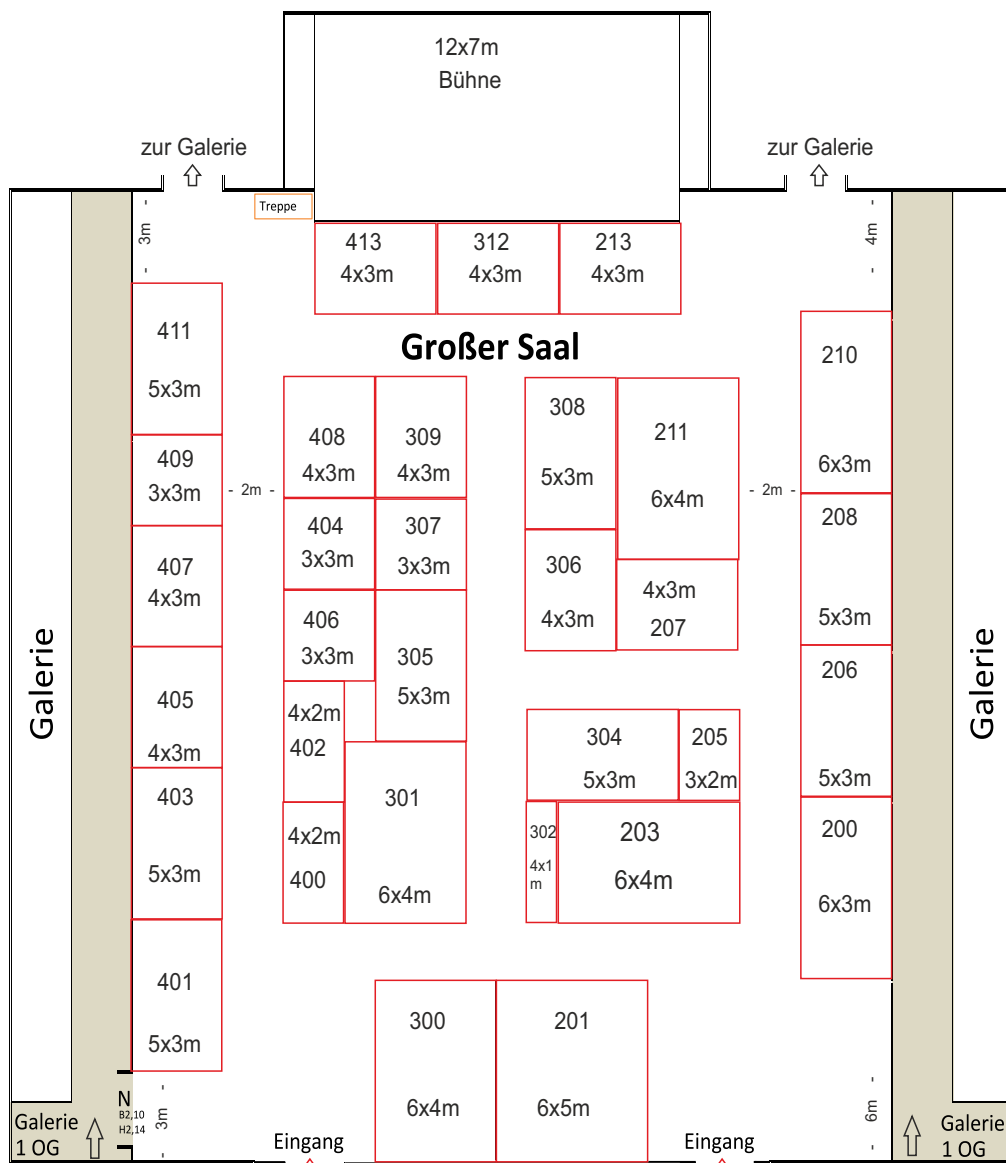 12x7m
Bühne
zur Galerie
zur Galerie
Treppe
3m
4m
413
4x3m
312
4x3m
213
4x3m
Großer Saal
411
5x3m
409
3x3m
407
4x3m
405
4x3m
403
5x3m
401
5x3m
- 2m -
408
4x3m
309
4x3m
404
3x3m
307
3x3m
406
3x3m
305
5x3m
4x2m
402
301
6x4m
4x2m
400
308
5x3m
211
6x4m
306
4x3m
4x3m
207
304
5x3m
205
3x2m
302
4x1
m
203
6x4m
- 2m -
210
6x3m
208
5x3m
206
5x3m
200
6x3m
300
6x4m
201
6x5m
Galerie
Galerie
N
B2,10
H2,14
3m
6m
Galerie
1 OG
Eingang
Eingang
Galerie
1 OG